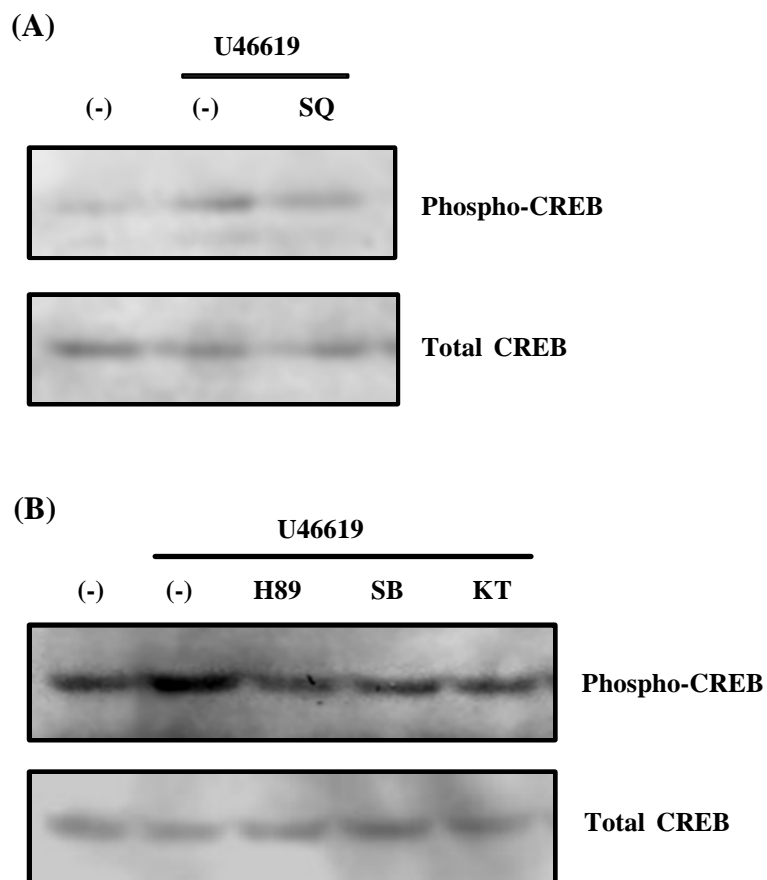 (A)
U46619
(-) (-) SQ
Phospho-CREB
Total CREB
(B)
U46619
(-) (-) H89 SB KT
Phospho-CREB
Total CREB